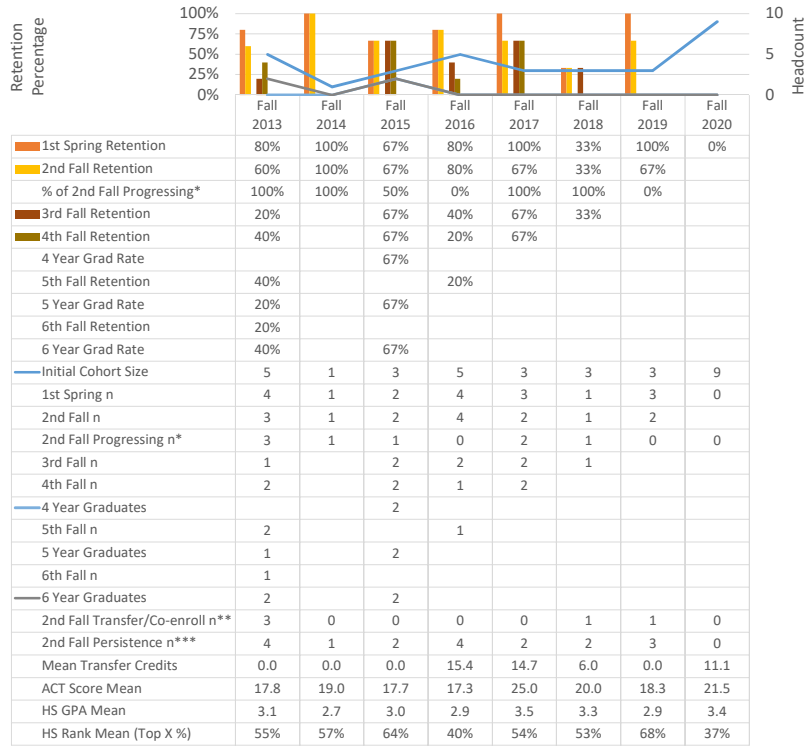 Retention
Percentage
100%
75%
50%
25%
0%
10
5
0
Headcount
Fall 2013 Fall 2014 Fall 2015 Fall 2016 Fall 2017 Fall 2018 Fall 2019 Fall 2020
1st Spring Retention 80% 100% 67% 80% 100% 33% 100% 0%
2nd Fall Retention 60% 100% 67% 80% 67% 33% 67%
% of 2nd Fall Progressing* 100% 100% 50% 0% 100% 100% 0%
3rd Fall Retention 20% 67% 40% 67% 33%
4th Fall Retention 40% 67% 20% 67%
4 Year Grad Rate 67%
5th Fall Retention 40% 20%
5 Year Grad Rate 20% 67%
6th Fall Retention 20%
6 Year Grad Rate 40% 67%
Initial Cohort Size 5 1 3 5 3 3 3 9
1st Spring n 4 1 2 4 3 1 3 0
2nd Fall n 3 1 2 4 2 1 2
2nd Fall Progressing n* 3 1 1 0 2 1 0 0
3rd Fall n 1 2 2 2 1
4th Fall n 2 2 1 2
4 Year Graduates 2
5th Fall n 2 1
5 Year Graduates 1 2
6th Fall n 1
6 Year Graduates 2 2
2nd Fall Transfer/Co-enroll n** 3 0 0 0 0 1 1 0
2nd Fall Persistence n*** 4 1 2 4 2 2 3 0
Mean Transfer Credits 0.0 0.0 0.0 15.4 14.7 6.0 0.0 11.1
ACT Score Mean 17.8 19.0 17.7 17.3 25.0 20.0 18.3 21.5
HS GPA Mean 3.1 2.7 3.0 2.9 3.5 3.3 2.9 3.4
HS Rank Mean (Top X %) 55% 57% 64% 40% 54% 53% 68% 37%